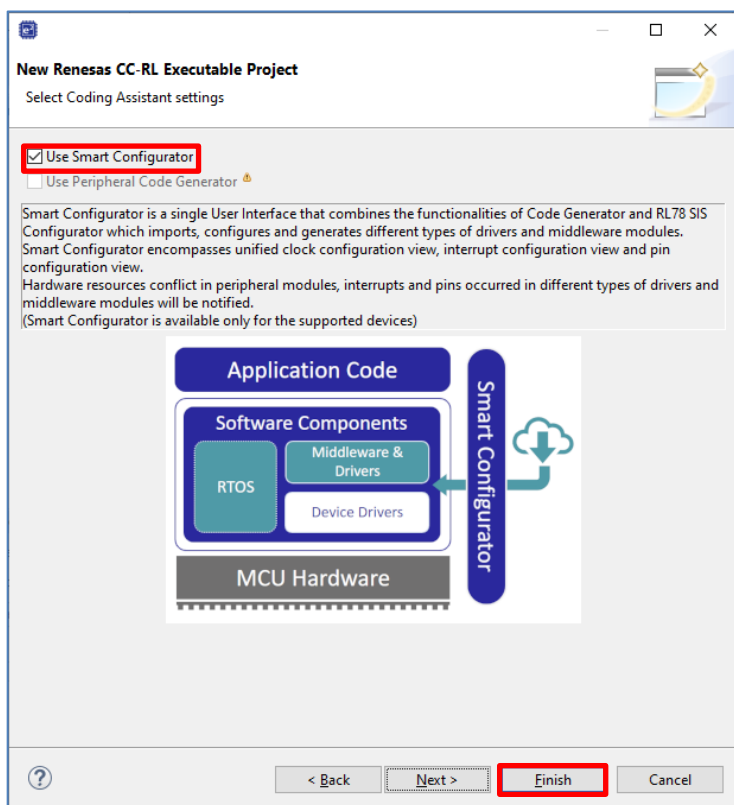 New Renesas CC-RL Executable Project
Select Coding Assistant settings
Use Smart Configurator
Use Peripheral Code Generator
Smart Configurator is a single User Interface that combines the functionalities of Code Generator and RL78 SIS
Configurator which imports, configures and generates different types of drivers and middleware modules.
Smart Configurator encompasses unified clock configuration view, interrupt configuration view and pin
configuration view.
Hardware resources conflict in peripheral modules, interrupts and pins occurred in different types of drivers and
middleware modules will be notified.
(Smart Configurator is available only for the supported devices)
Application Code
Software Components
RTOS
Middleware &
Drivers
Device Drivers
MCU Hardware
Smart Configurator
?
< Back
Next >
Finish
Cancel